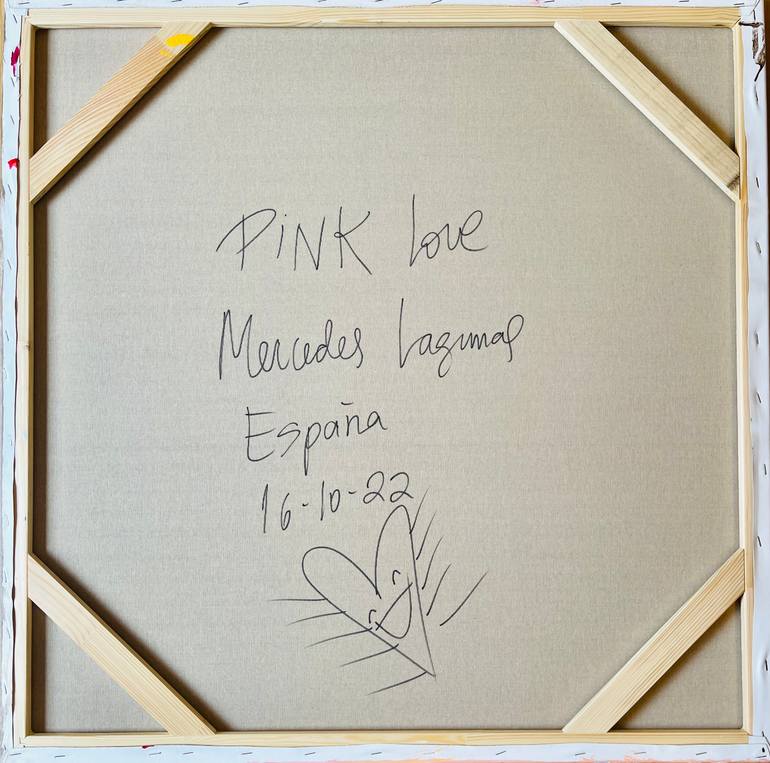 PiNK Love
Mercedes Lagunas
España
16-10-22